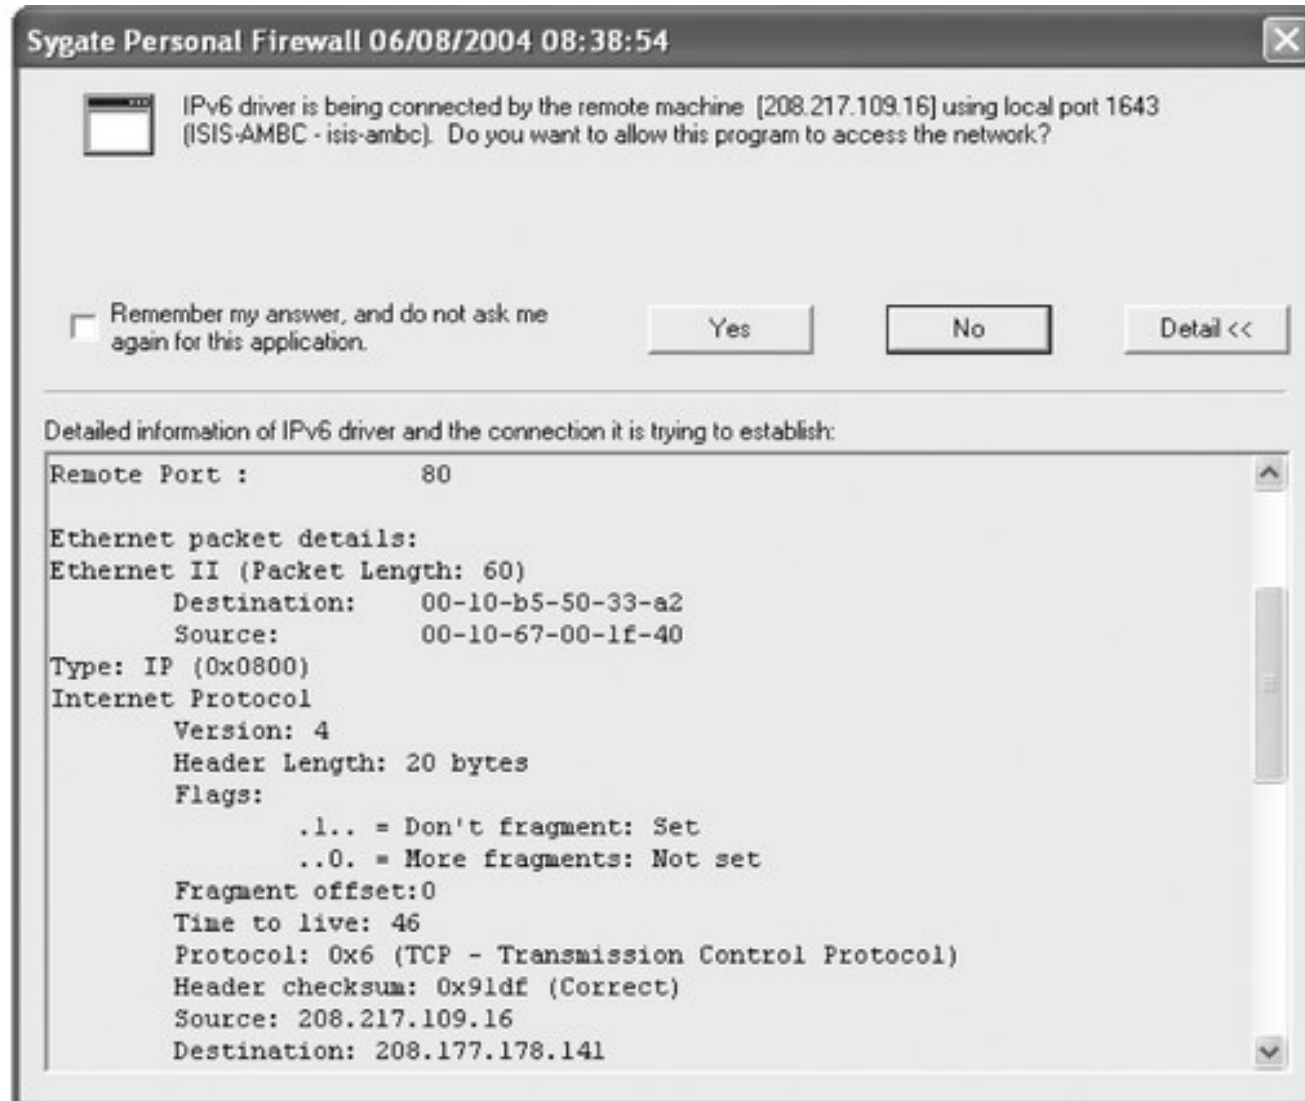 Sygate Personal Firewall 06/08/2004 08:38:54
IPv6 driver is being connected by the remote machine [208.217.109.16] using local port 1643
(ISIS-AMBC - isis-ambc). Do you want to allow this program to access the network?
Remember my answer, and do not ask me
again for this application.
Yes
No
Detail <<
Detailed information of IPv6 driver and the connection it is trying to establish:
Remote Port : 80
Ethernet packet details:
Ethernet II (Packet Length: 60)
Destination: 00-10-b5-50-33-a2
Source: 00-10-67-00-1f-40
Type: IP (0x0800)
Internet Protocol
Version: 4
Header Length: 20 bytes
Flags:
.1.. = Don't fragment: Set
..0. = More fragments: Not set
Fragment offset:0
Time to live: 46
Protocol: 0x6 (TCP - Transmission Control Protocol)
Header checksum: 0x91df (Correct)
Source: 208.217.109.16
Destination: 208.177.178.141